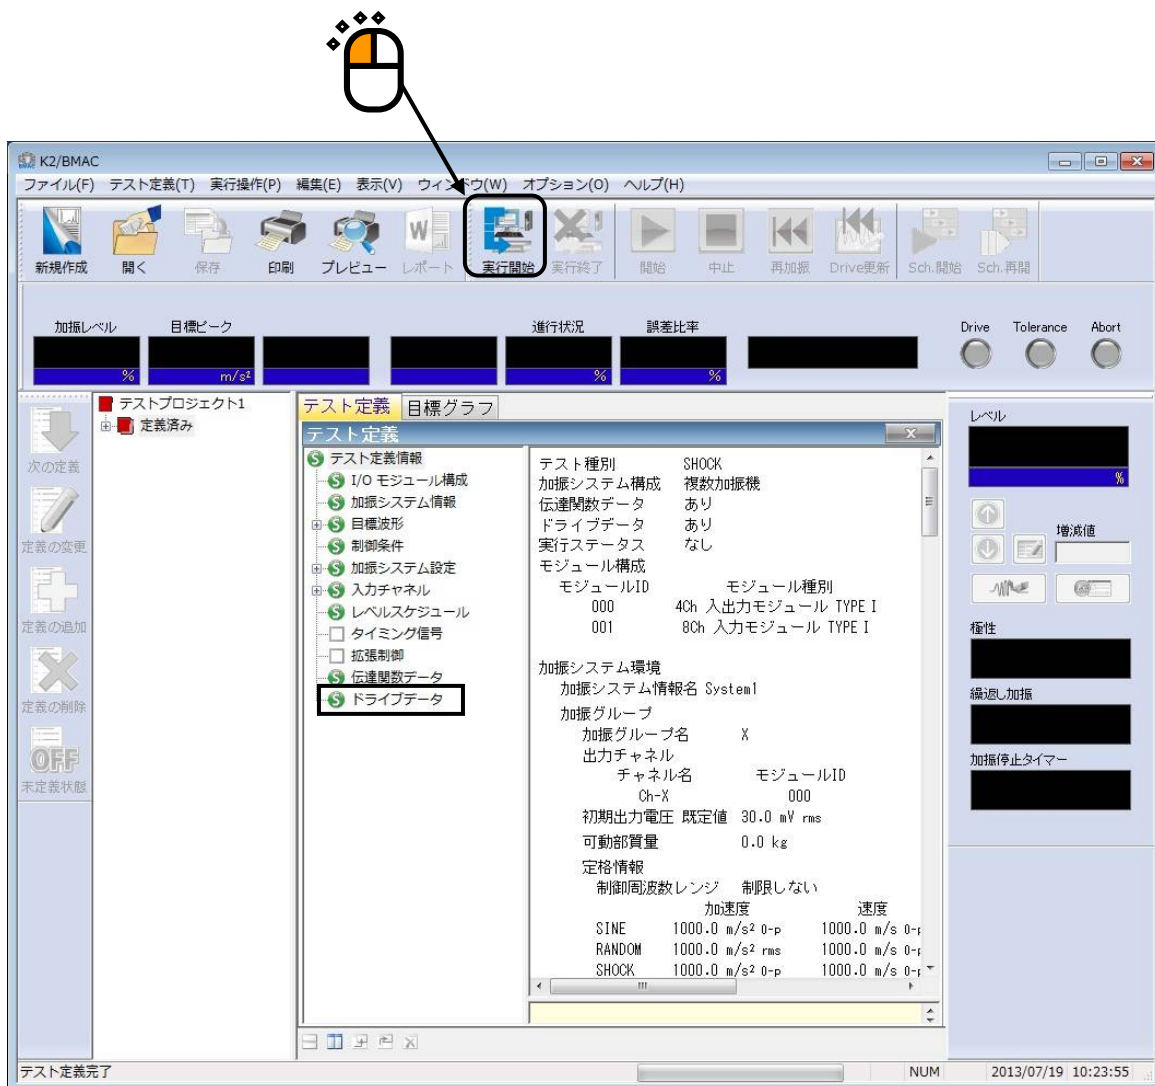 K2/BMAC
ファイル(F) テスト定義(T) 実行操作(P) 編集(E) 表示(V) ウィンドウ(W) オプション(O) ヘルプ(H)
新規作成 開く 保存 印刷 プレビュー レポート 実行開始 実行終了 開始 中止 再加振 Drive更新 Sch.開始 Sch.再開
加振レベル 目標ピーク 進行状況 誤差比率 Drive Tolerance Abort
% m/s² % %
次の定義
定義の変更
定義の追加
定義の削除
OFF
未定義状態
テストプロジェクト1
定義済み
テスト定義 目標グラフ
テスト定義
テスト定義情報
I/O モジュール構成
加振システム情報
目標波形
制御条件
加振システム設定
入力チャネル
レベルスケジュール
タイミング信号
拡張制御
伝達関数データ
ドライブデータ
テスト種別 SHOCK
加振システム構成 複数加振機
伝達関数データ あり
ドライブデータ あり
実行ステータス なし
モジュール構成
モジュールID モジュール種別
000 4Ch 入出力モジュール TYPE I
001 8Ch 入力モジュール TYPE I
加振システム環境
加振システム情報名 System1
加振グループ
加振グループ名 X
出力チャネル
チャネル名 モジュールID
Ch-X 000
初期出力電圧 既定値 30.0 mV rms
可動部質量 0.0 kg
定格情報
制御周波数レンジ 制限しない
加速度 速度
SINE 1000.0 m/s² 0-p 1000.0 m/s 0-p
RANDOM 1000.0 m/s² rms 1000.0 m/s 0-p
SHOCK 1000.0 m/s² 0-p 1000.0 m/s 0-p
レベル
%
増減値
極性
繰返し加振
加振停止タイマー
テスト定義完了 NUM 2013/07/19 10:23:55